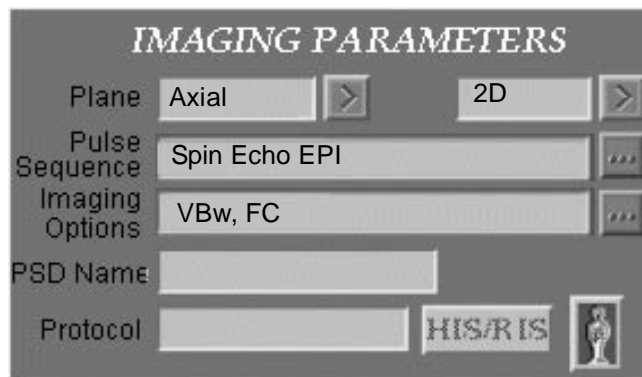 IMAGING PARAMETERS
Plane Axial > 2D >
Pulse Sequence Spin Echo EPI ...
Imaging Options VBw, FC ...
PSD Name
Protocol HIS/RIS